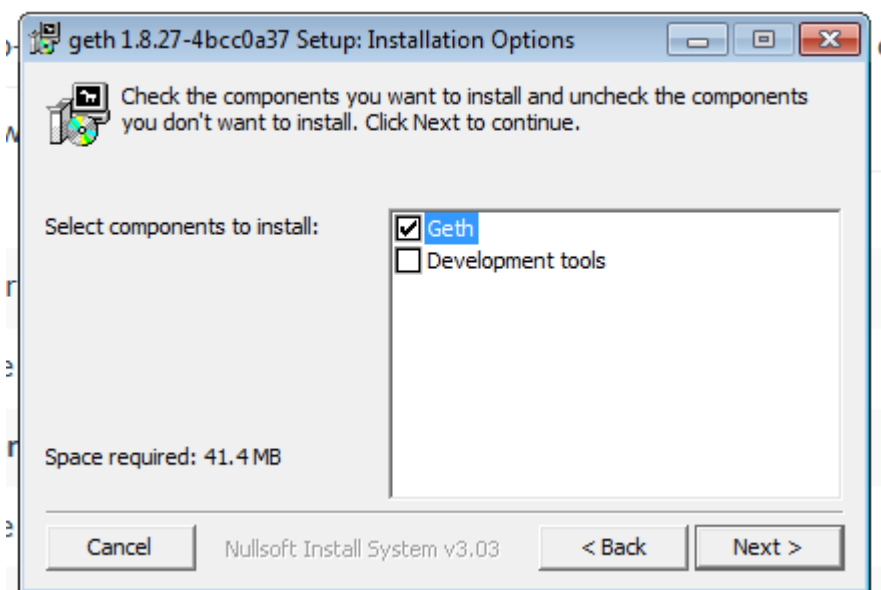 geth 1.8.27-4bcc0a37 Setup: Installation Options
Check the components you want to install and uncheck the components
you don't want to install. Click Next to continue.
Select components to install:
Geth
Development tools
Space required: 41.4 MB
Cancel
Nullsoft Install System v3.03
< Back
Next >